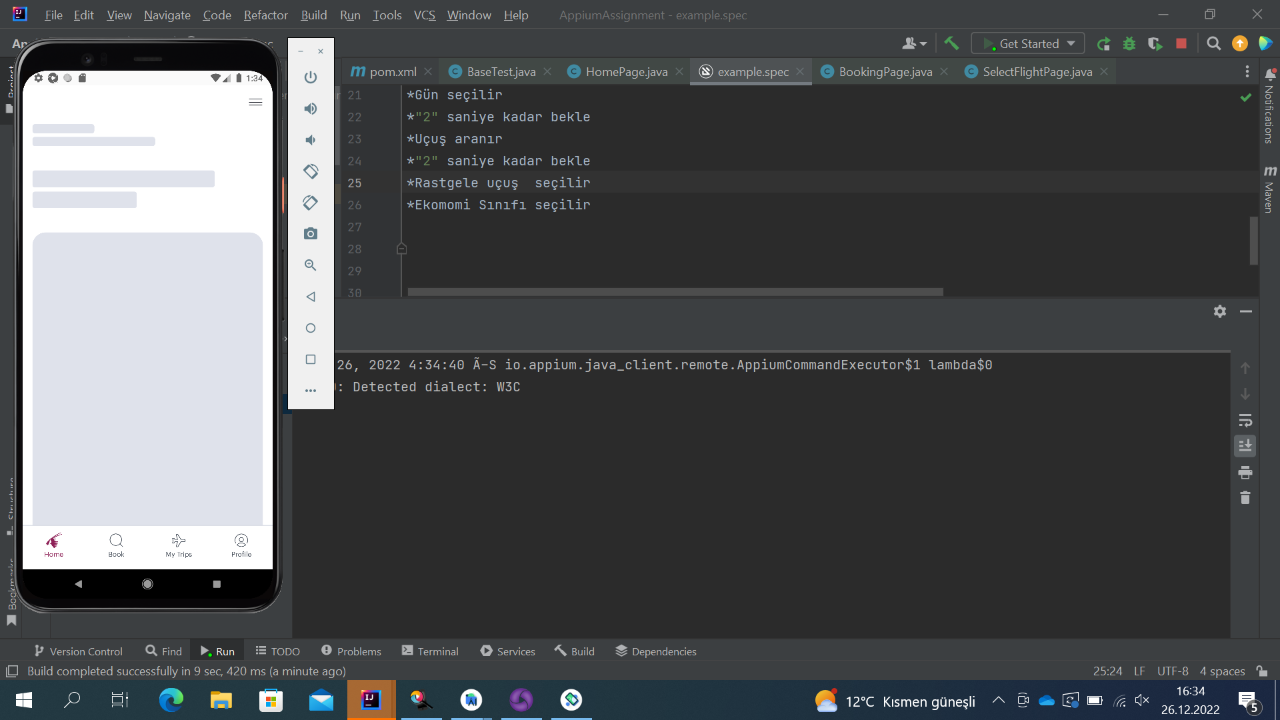 File Edit View Navigate Code Refactor Build Run Tools VCS Window Help AppiumAssignment - example.spec
Get Started
pom.xml BaseTest.java HomePage.java example.spec BookingPage.java SelectFlightPage.java
21 *Gün seçilir
22 *"2" saniye kadar bekle
23 *Uçuş aranır
24 *"2" saniye kadar bekle
25 *Rastgele uçuş  seçilir
26 *Ekomomi Sınıfı seçilir
27
28
29
30
1:34
Home Book My Trips Profile
26, 2022 4:34:40 Ã-S io.appium.java_client.remote.AppiumCommandExecutor$1 lambda$0
: Detected dialect: W3C
Project
Structure
Bookmarks
Notifications
Maven
Version Control Find Run TODO Problems Terminal Services Build Dependencies
Build completed successfully in 9 sec, 420 ms (a minute ago) 25:24 LF UTF-8 4 spaces
12°C Kısmen güneşli 16:34
26.12.2022 5